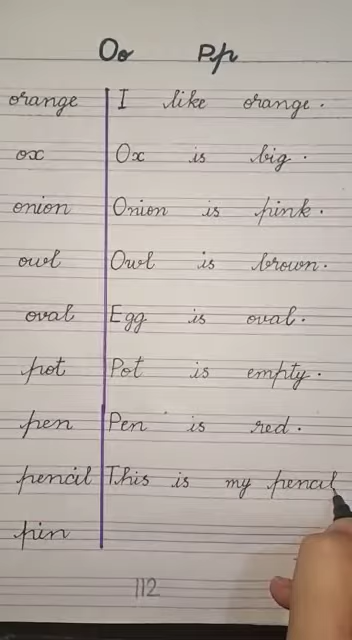 Oo Pp
orange I like orange.
ox Ox is big.
onion Onion is pink.
owl Owl is brown.
oval Egg is oval.
pot Pot is empty.
pen Pen is red.
pencil This is my pencil
pin
112